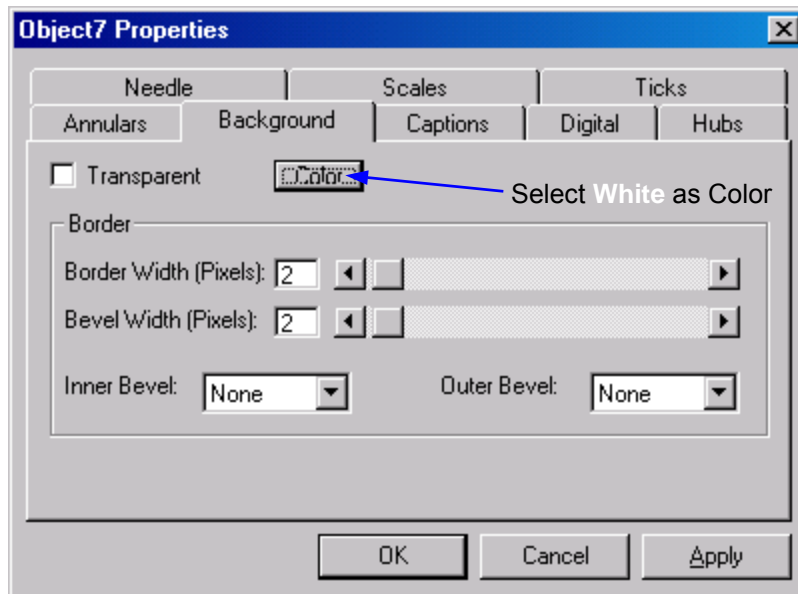 Object7 Properties
Needle Scales Ticks
Annulars Background Captions Digital Hubs
Transparent Color...
Select White as Color
Border
Border Width (Pixels): 2
Bevel Width (Pixels): 2
Inner Bevel: None Outer Bevel: None
OK Cancel Apply